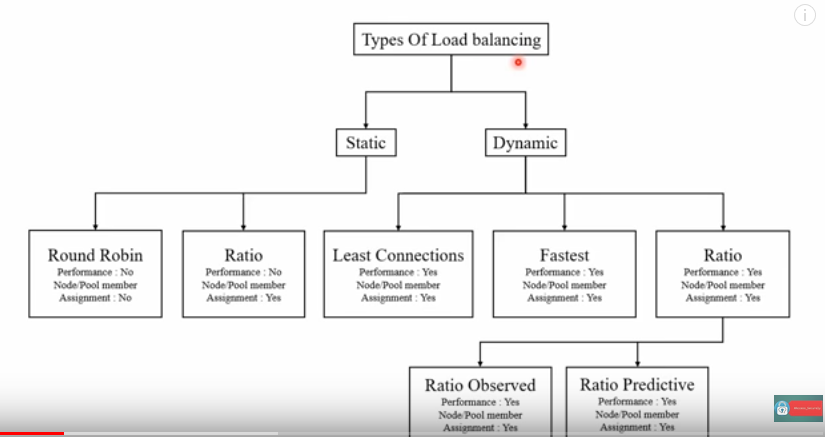 Types Of Load balancing
Static
Dynamic
Round Robin
Performance : No
Node/Pool member
Assignment : No
Ratio
Performance : No
Node/Pool member
Assignment : Yes
Least Connections
Performance : Yes
Node/Pool member
Assignment : Yes
Fastest
Performance : Yes
Node/Pool member
Assignment : Yes
Ratio
Performance : Yes
Node/Pool member
Assignment : Yes
Ratio Observed
Performance : Yes
Node/Pool member
Assignment : Yes
Ratio Predictive
Performance : Yes
Node/Pool member
Assignment : Yes